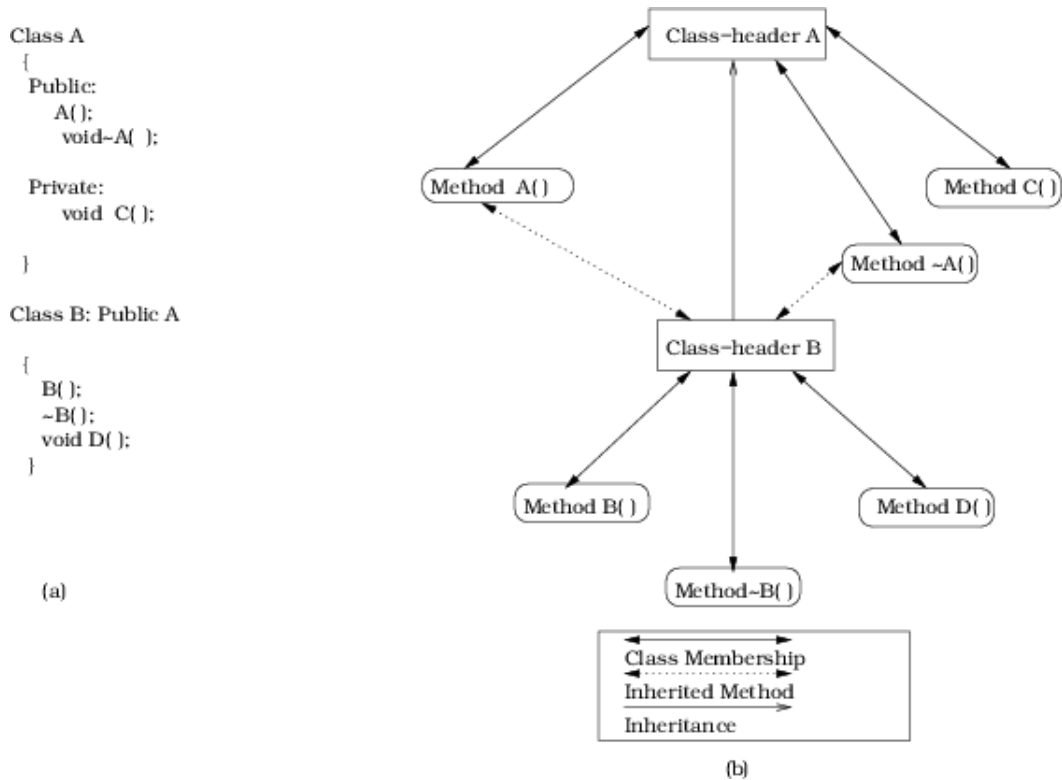 Class A
{
Public:
A( );
void~A(  );
Private:
void  C( );
}
Class B: Public A
{
B( );
~B( );
void D( );
}
(a)
Class-header A
Method  A( )
Method C( )
Method ~A( )
Class-header B
Method B( )
Method D( )
Method~B( )
Class Membership
Inherited Method
Inheritance
(b)